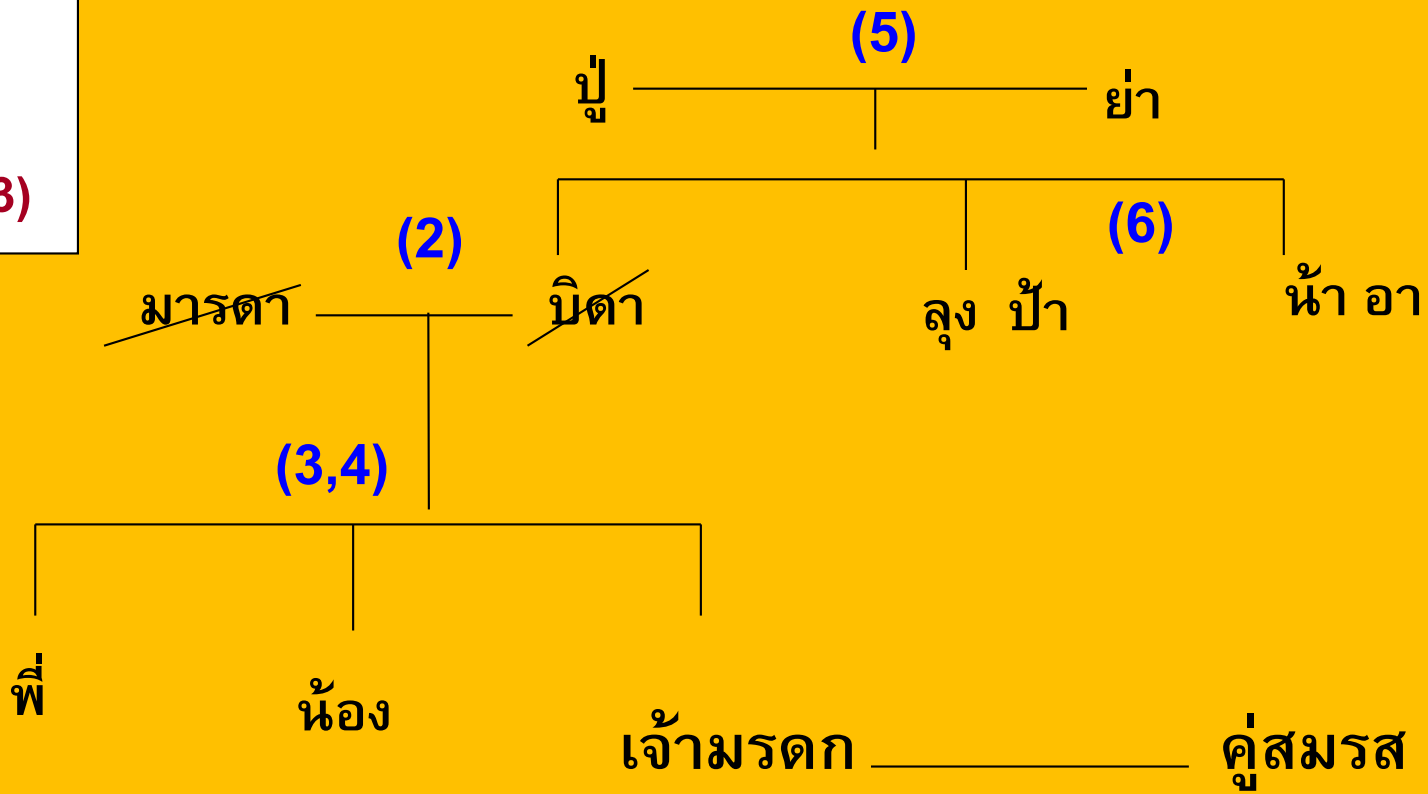 (5)
ปู่ ย่า
3)
(2) (6)
มารดา บิดา ลุง ป้า น้า อา
(3,4)
พี่ น้อง
เจ้ามรดก คู่สมรส